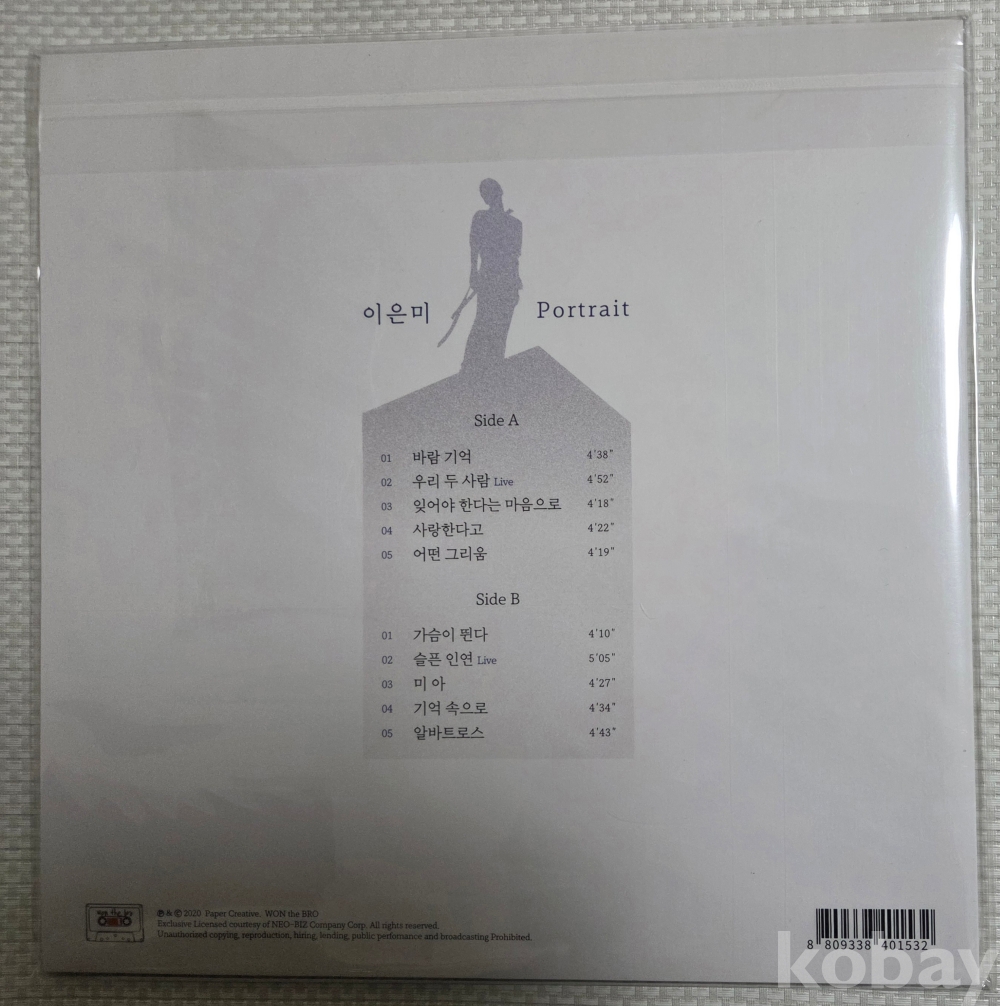 이은미 Portrait
Side A
01 바람 기억 4'38"
02 우리 두 사람 Live 4'52"
03 잊어야 한다는 마음으로 4'18"
04 사랑한다고 4'22"
05 어떤 그리움 4'19"
Side B
01 가슴이 뛴다 4'10"
02 슬픈 인연 Live 5'05"
03 미 아 4'27"
04 기억 속으로 4'34"
05 알바트로스 4'43"
won the bro
℗ & © 2020 Paper Creative. WON the BRO
Exclusive Licensed courtesy of NEO-BIZ Company Corp. All rights reserved.
Unauthorized copying, reproduction, hiring, lending, public perfomance and broadcasting Prohibited.
8 809338 401532
kobay